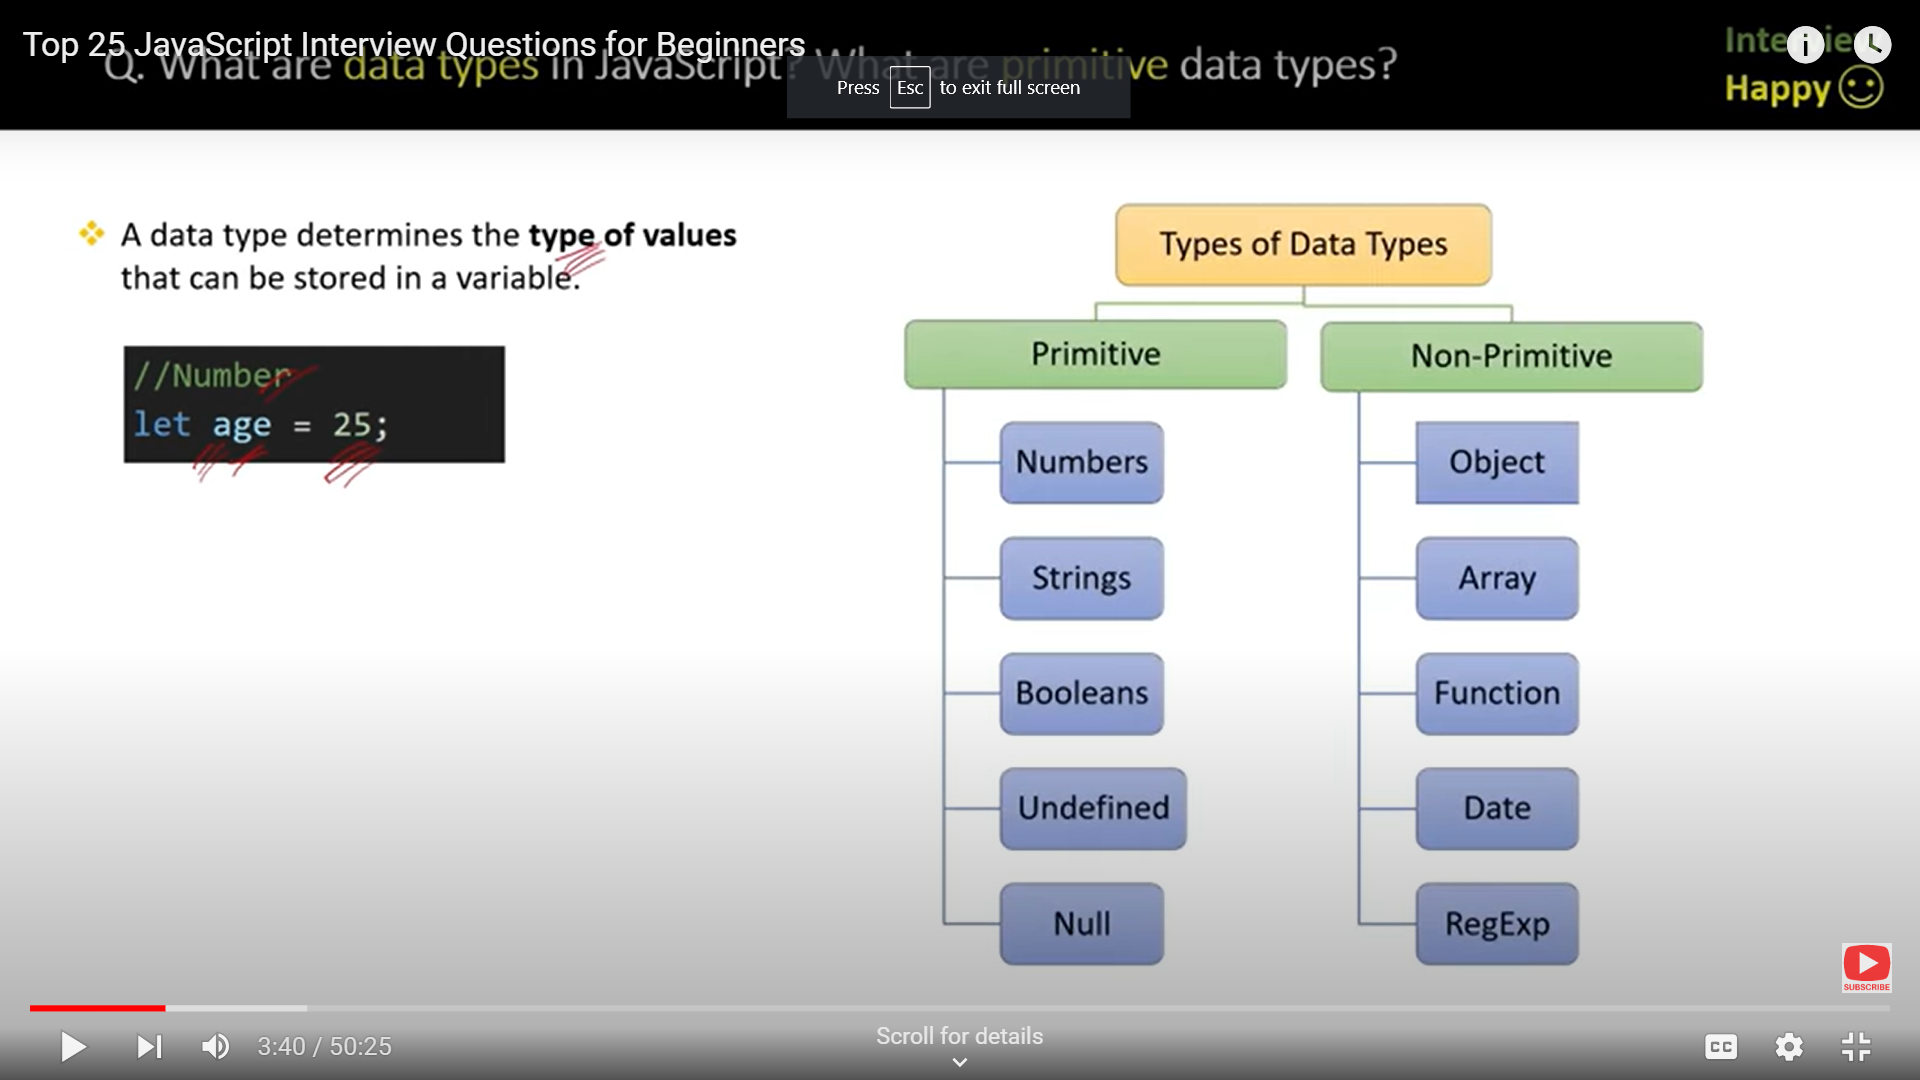 Top 25 JavaScript Interview Questions for Beginners
Q. What are data types in JavaScript? What are primitive data types?
Interview
Happy
i
Press Esc to exit full screen
A data type determines the type of values
that can be stored in a variable.
//Number
let age = 25;
Types of Data Types
Primitive
Non-Primitive
Numbers
Object
Strings
Array
Booleans
Function
Undefined
Date
Null
RegExp
SUBSCRIBE
3:40 / 50:25
Scroll for details
CC